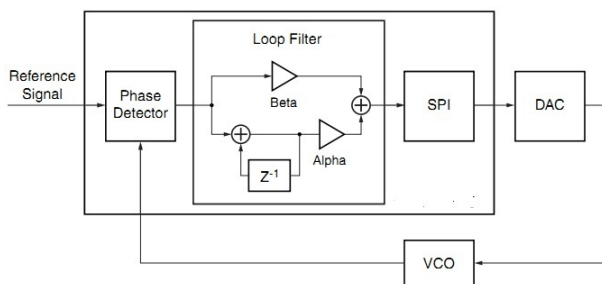 Loop Filter
Reference
Signal
Phase
Detector
Beta
SPI
DAC
Alpha
Z-1
VCO